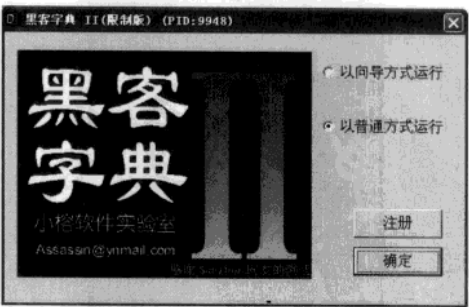 黑客字典 II(限制版) (PID:9948)
黑客
字典
II
小榕软件实验室
Assassin@ynmail.com
以向导方式运行
以普通方式运行
注册
确定